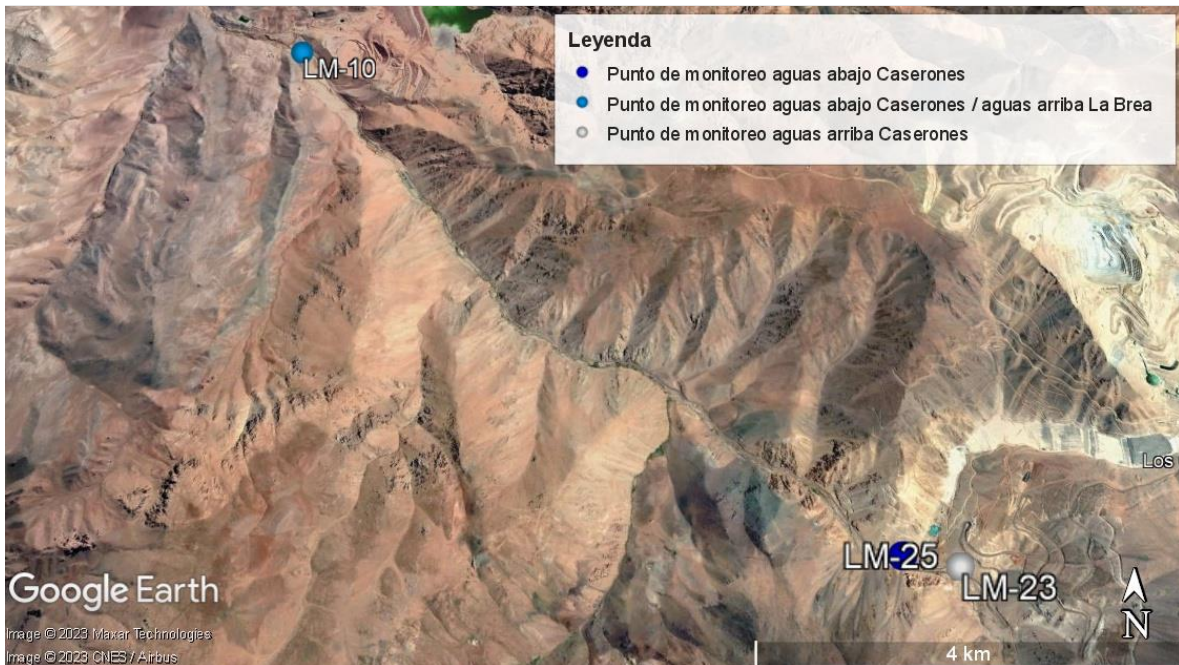 Leyenda
Punto de monitoreo aguas abajo Caserones
Punto de monitoreo aguas abajo Caserones / aguas arriba La Brea
Punto de monitoreo aguas arriba Caserones
LM-10
Los
LM-25
LM-23
Google Earth
N
Image © 2023 Maxar Technologies
Image © 2023 CNES / Airbus
4 km